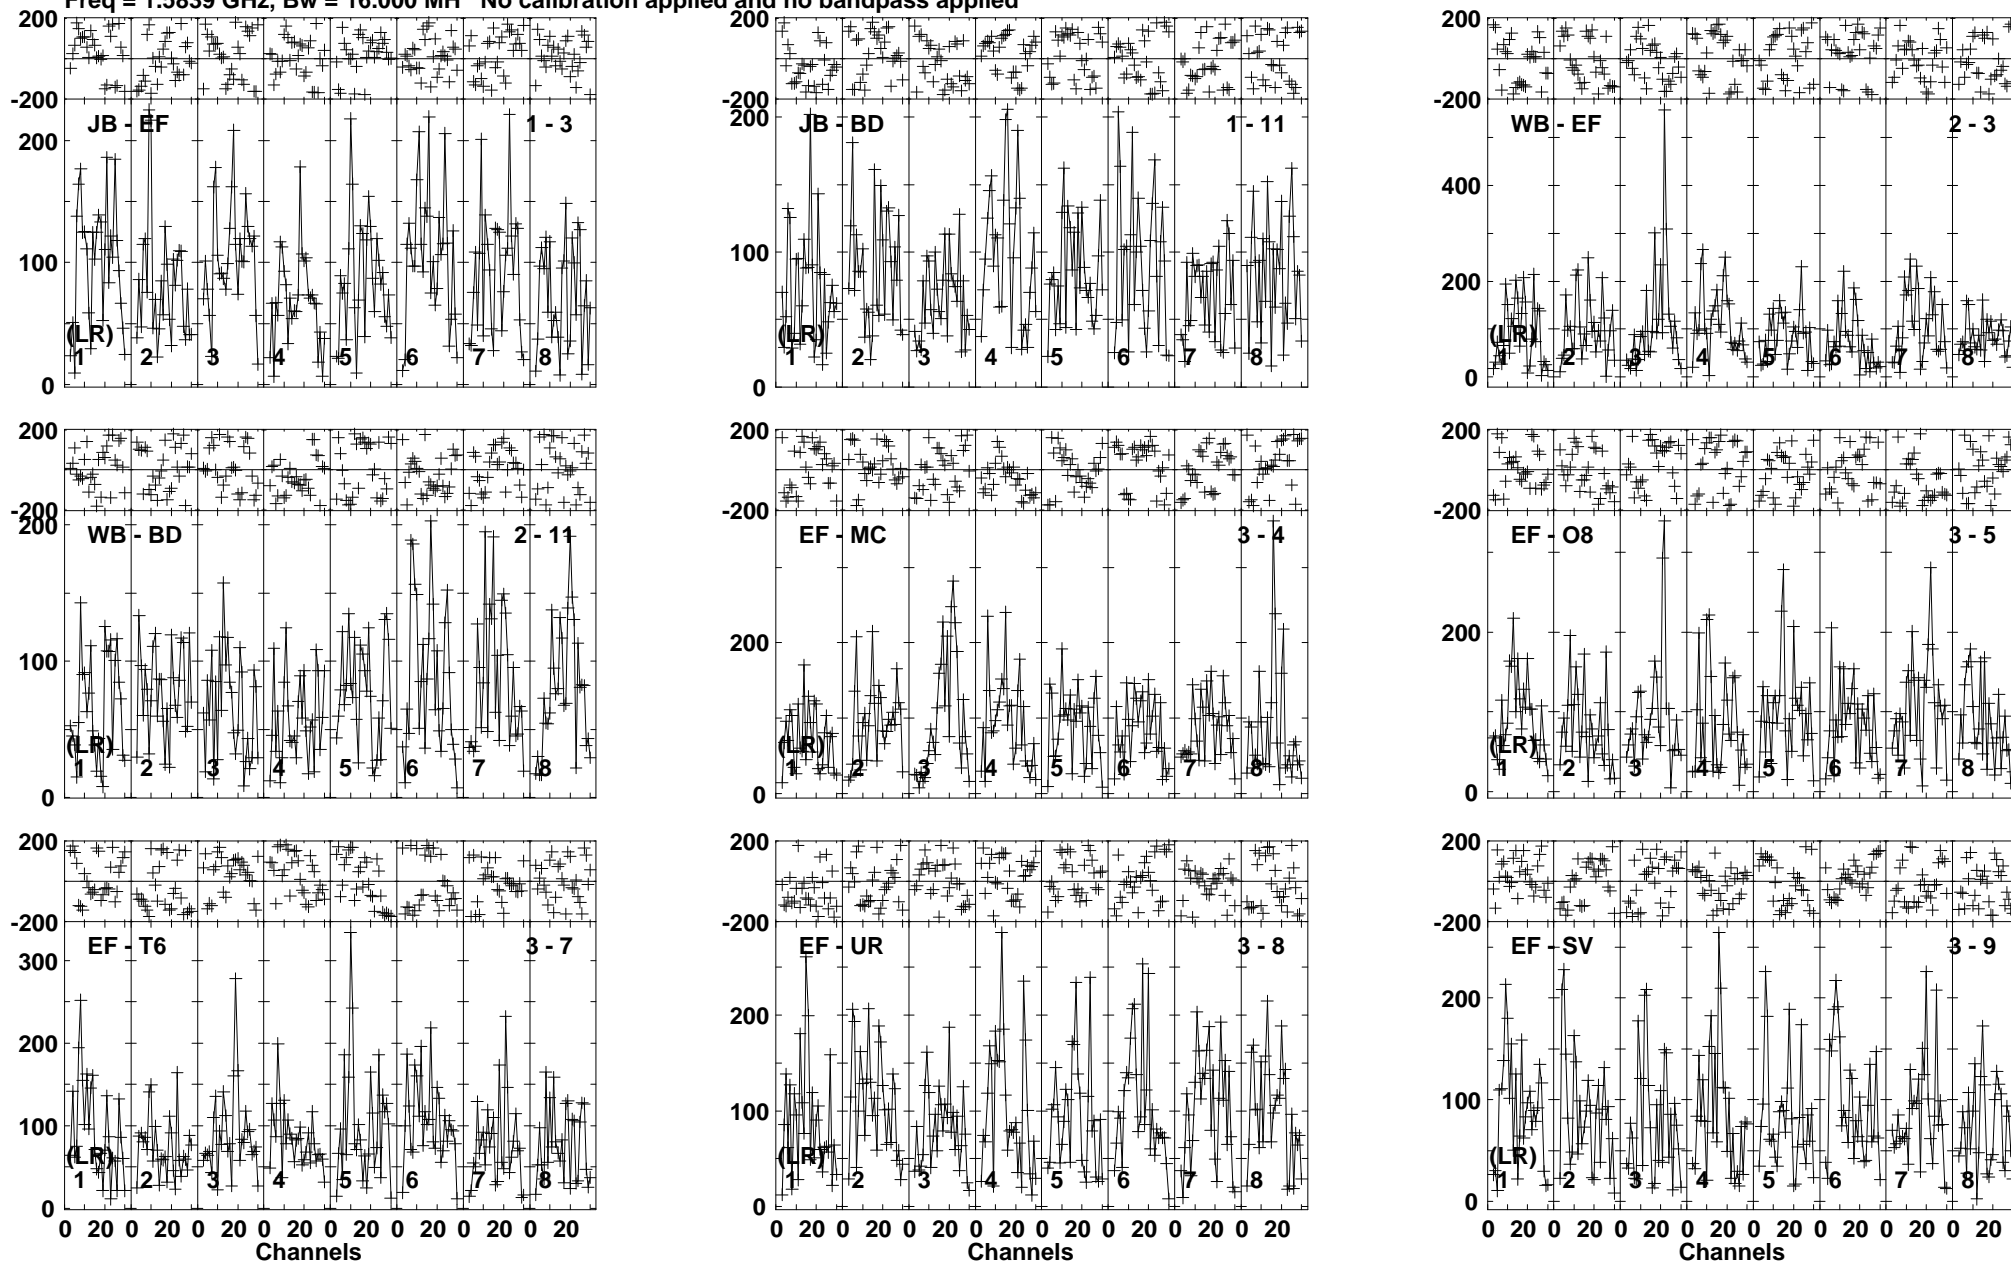 Freq = 1.5839 GHz, Bw = 16.000 MH No calibration applied and no bandpass applied
200
-200
JB - EF 1 - 3
200
100
0
(LR)
1 2 3 4 5 6 7 8
200
-200
JB - BD 1 - 11
200
100
0
(LR)
1 2 3 4 5 6 7 8
200
-200
WB - EF 2 - 3
400
200
0
(LR)
1 2 3 4 5 6 7 8
200
-200
WB - BD 2 - 11
200
100
0
(LR)
1 2 3 4 5 6 7 8
200
-200
EF - MC 3 - 4
200
0
(LR)
1 2 3 4 5 6 7 8
200
-200
EF - O8 3 - 5
200
0
(LR)
1 2 3 4 5 6 7 8
200
-200
EF - T6 3 - 7
300
200
100
0
(LR)
1 2 3 4 5 6 7 8
0 20 0 20 0 20 0 20 0 20 0 20 0 20 0 20
Channels
200
-200
EF - UR 3 - 8
200
100
0
(LR)
1 2 3 4 5 6 7 8
0 20 0 20 0 20 0 20 0 20 0 20 0 20 0 20
Channels
200
-200
EF - SV 3 - 9
200
100
0
(LR)
1 2 3 4 5 6 7 8
0 20 0 20 0 20 0 20 0 20 0 20 0 20 0 20
Channels